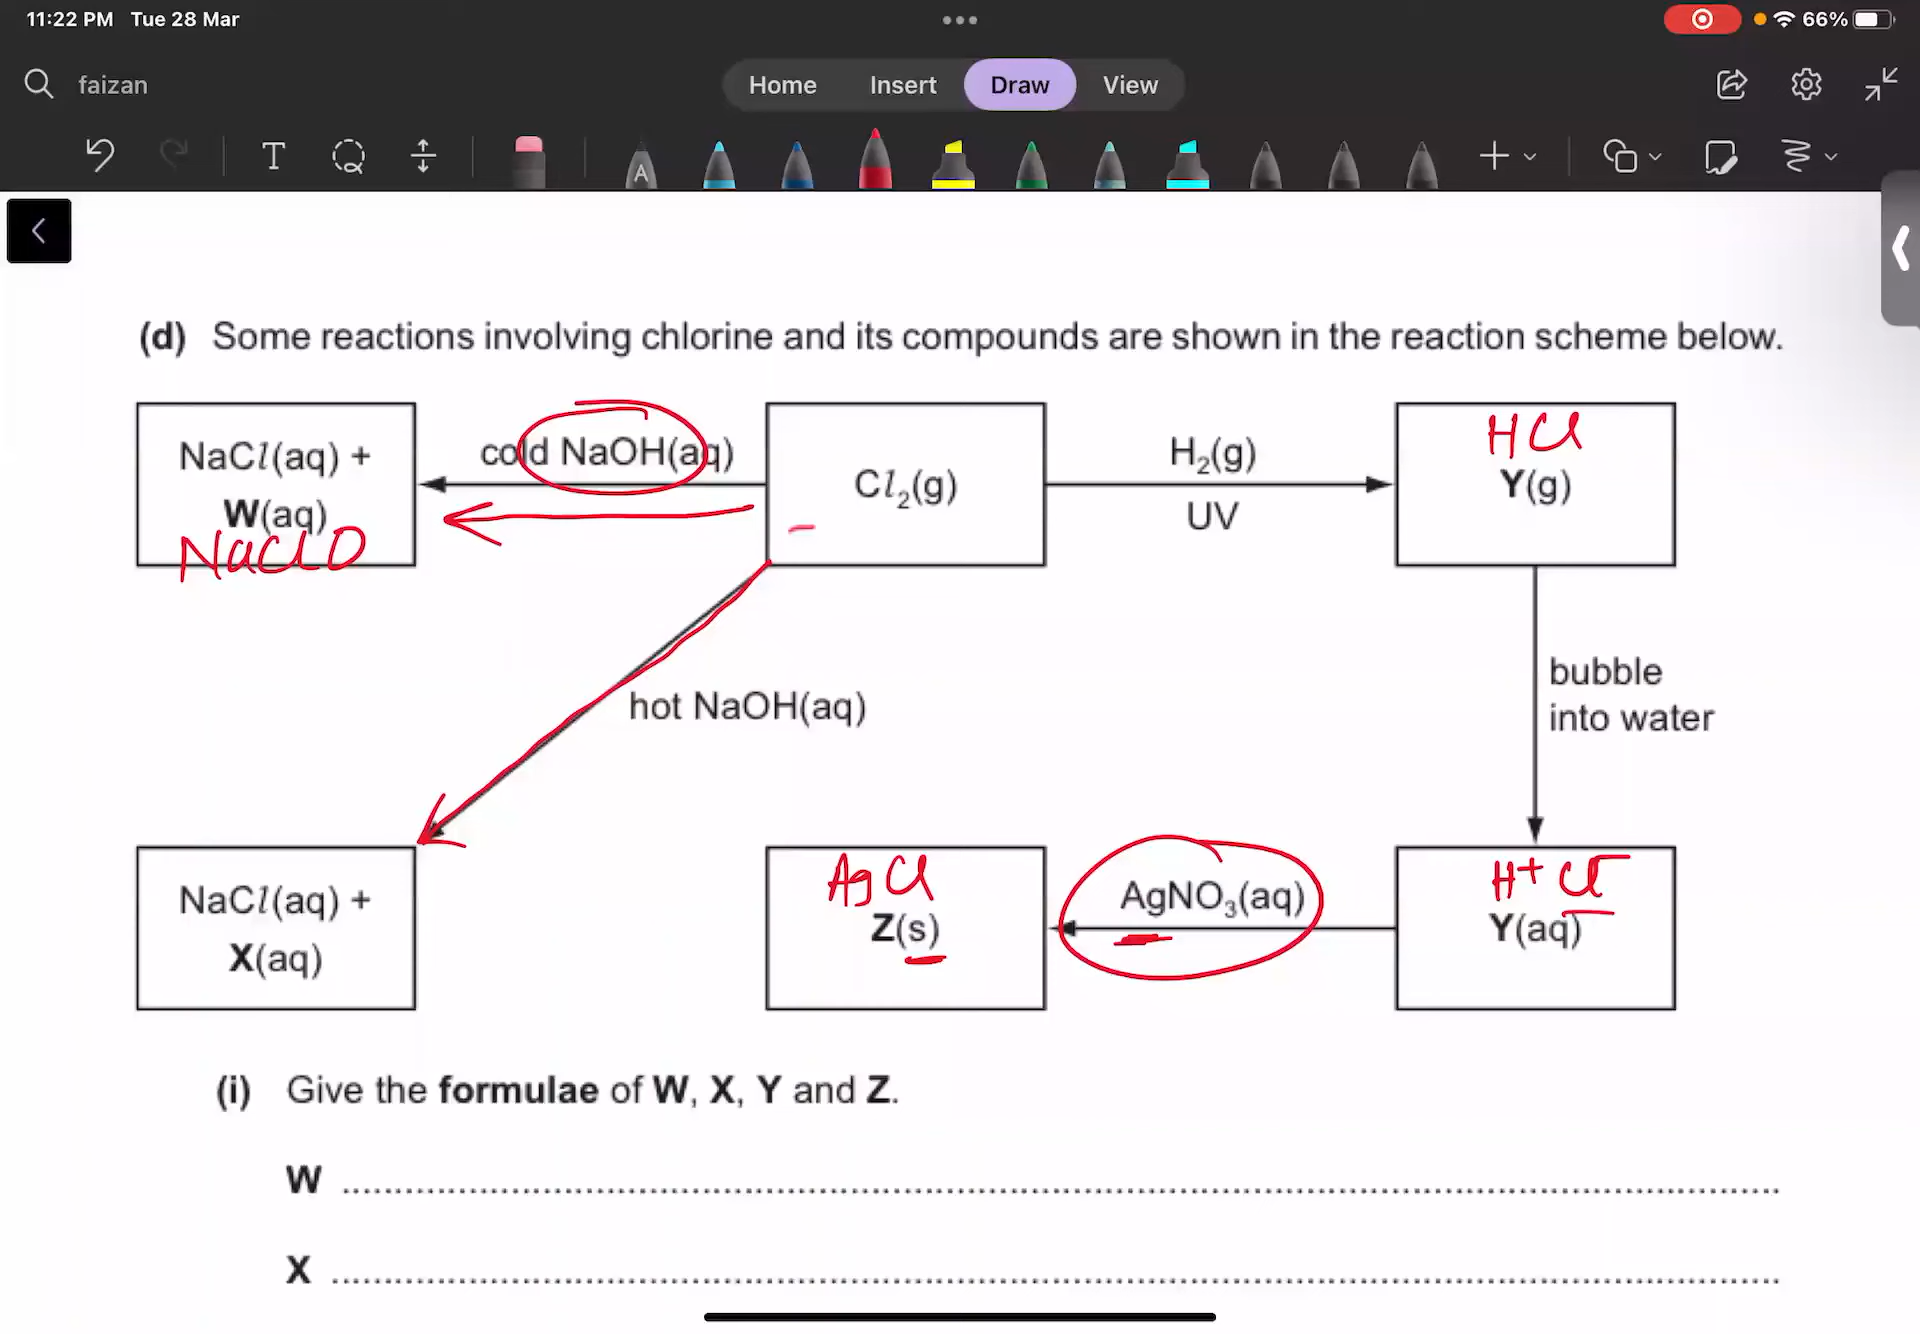 11:22 PM Tue 28 Mar
66%
faizan
Home Insert Draw View
T
A
(d) Some reactions involving chlorine and its compounds are shown in the reaction scheme below.
NaCl(aq) +
W(aq)
NaClO
cold NaOH(aq)
Cl₂(g)
H₂(g)
UV
HCl
Y(g)
hot NaOH(aq)
bubble
into water
NaCl(aq) +
X(aq)
AgCl
Z(s)
AgNO₃(aq)
H⁺ Cl⁻
Y(aq)
(i) Give the formulae of W, X, Y and Z.
W
X